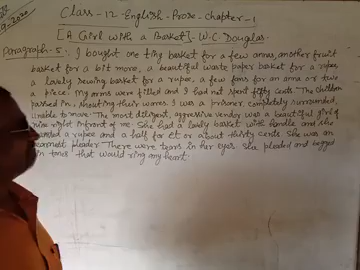 Class-12 English-Prose-Chapter-1
[A Girl with a Basket]-W.C. Douglas.
Paragraph-5. I bought one tiny basket for a few annas, another fruit
basket for a bit more, a beautiful waste paper basket for a rupee,
a lovely sewing basket for a rupee, a few fans for an anna or two
a piece. My arms were filled and I had not spent fifty cents. The children
passed in, shouting their wares. I was a prisoner completely surrounded,
unable to move. The most diligent, aggressive vendor was a beautiful girl of
nine right infront of me. She had a lovely basket with handle and she
wanted a rupee and a half for it or about thirty cents. She was an
earnest pleader. There were tears in her eyes. She pleaded and begged
in tones that would ring my heart.